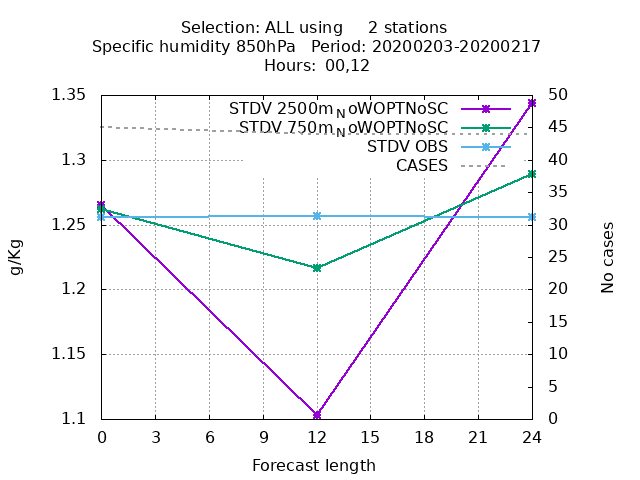 Selection: ALL using 2 stations
Specific humidity 850hPa Period: 20200203-20200217
Hours: 00,12
1.35
1.3
1.25
1.2
1.15
1.1
g/Kg
STDV 2500m_NoWOPTNoSC
STDV 750m_NoWOPTNoSC
STDV OBS
CASES
50
45
40
35
30
25
20
15
10
5
0
No cases
0 3 6 9 12 15 18 21 24
Forecast length